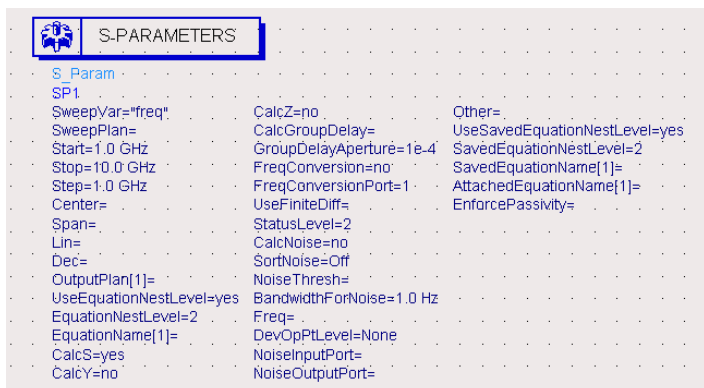 S-PARAMETERS
S_Param
SP1
SweepVar="freq"
SweepPlan=
Start=1.0 GHz
Stop=10.0 GHz
Step=1.0 GHz
Center=
Span=
Lin=
Dec=
OutputPlan[1]=
UseEquationNestLevel=yes
EquationNestLevel=2
EquationName[1]=
CalcS=yes
CalcY=no
CalcZ=no
CalcGroupDelay=
GroupDelayAperture=1e-4
FreqConversion=no
FreqConversionPort=1
UseFiniteDiff=
StatusLevel=2
CalcNoise=no
SortNoise=Off
NoiseThresh=
BandwidthForNoise=1.0 Hz
Freq=
DevOpPtLevel=None
NoiseInputPort=
NoiseOutputPort=
Other=
UseSavedEquationNestLevel=yes
SavedEquationNestLevel=2
SavedEquationName[1]=
AttachedEquationName[1]=
EnforcePassivity=